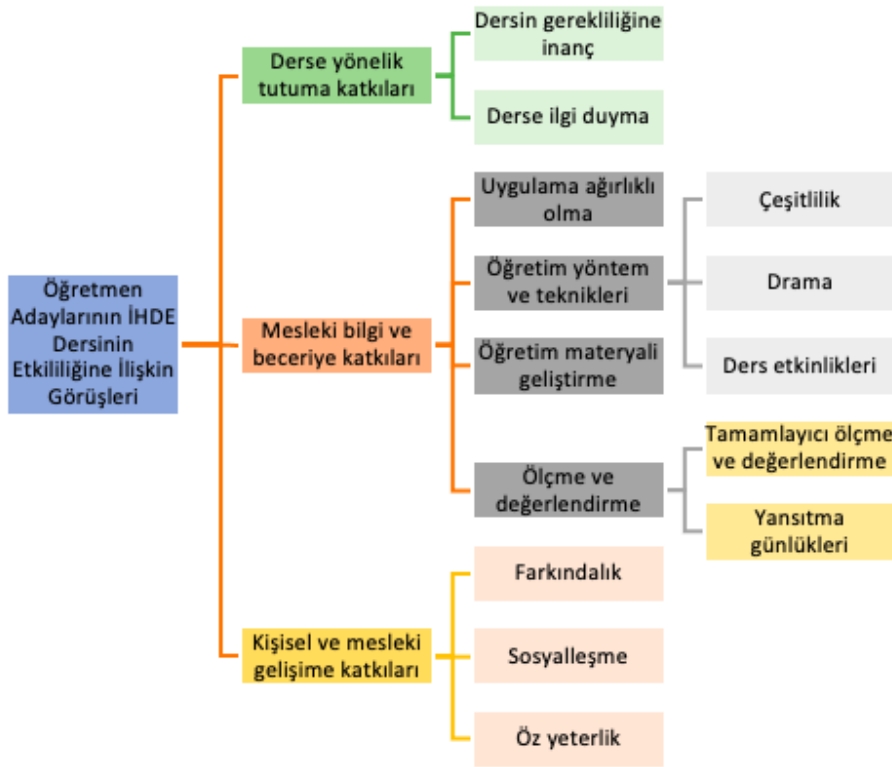 Öğretmen
Adaylarının İHDE
Dersinin
Etkililiğine İlişkin
Görüşleri
Derse yönelik
tutuma katkıları
Dersin gerekliliğine
inanç
Derse ilgi duyma
Mesleki bilgi ve
beceriye katkıları
Uygulama ağırlıklı
olma
Öğretim yöntem
ve teknikleri
Çeşitlilik
Drama
Ders etkinlikleri
Öğretim materyali
geliştirme
Ölçme ve
değerlendirme
Tamamlayıcı ölçme
ve değerlendirme
Yansıtma
günlükleri
Kişisel ve mesleki
gelişime katkıları
Farkındalık
Sosyalleşme
Öz yeterlik